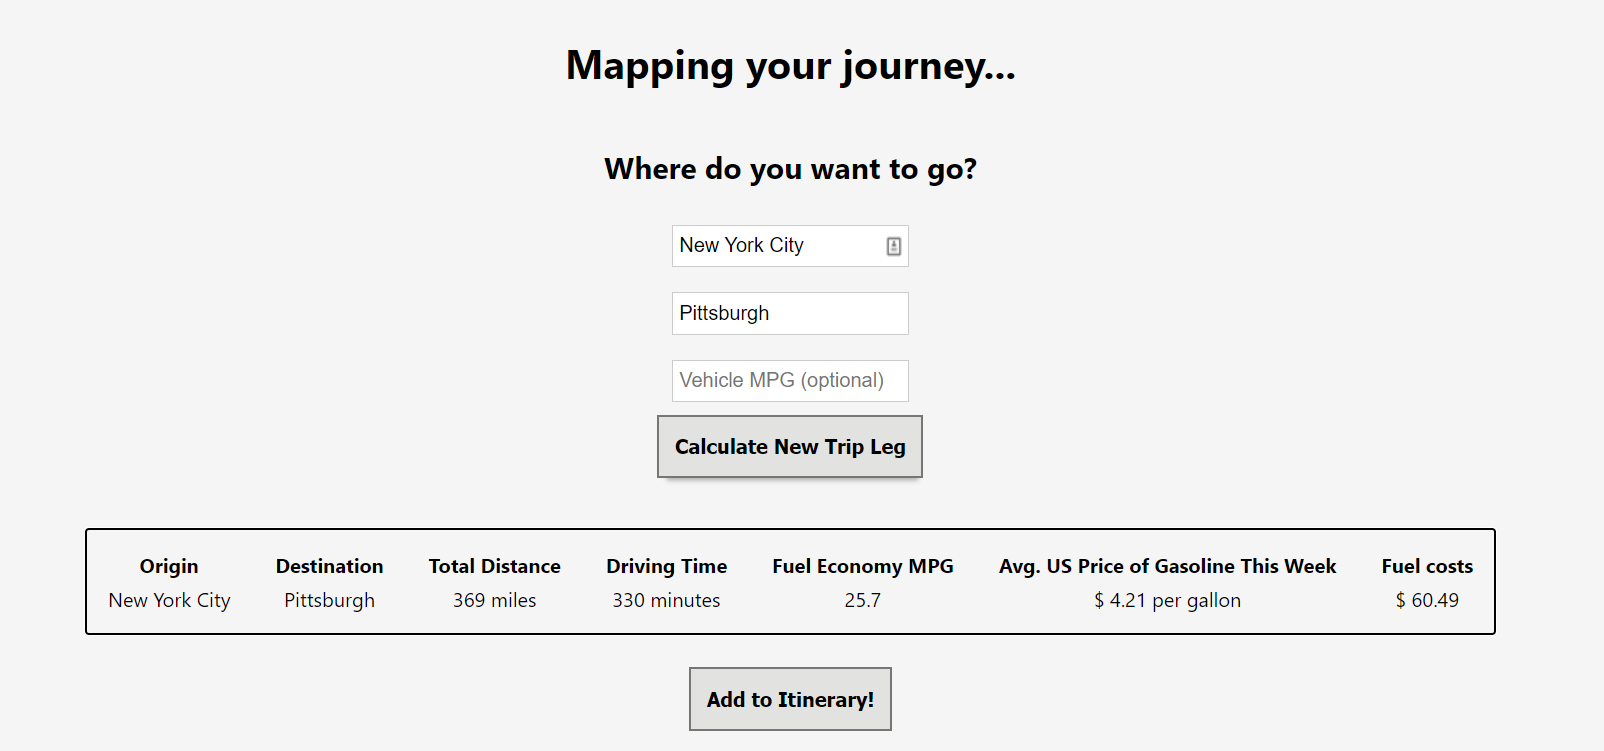 Mapping your journey...
Where do you want to go?
New York City
Pittsburgh
Vehicle MPG (optional)
Calculate New Trip Leg
Origin Destination Total Distance Driving Time Fuel Economy MPG Avg. US Price of Gasoline This Week Fuel costs
New York City Pittsburgh 369 miles 330 minutes 25.7 $ 4.21 per gallon $ 60.49
Add to Itinerary!